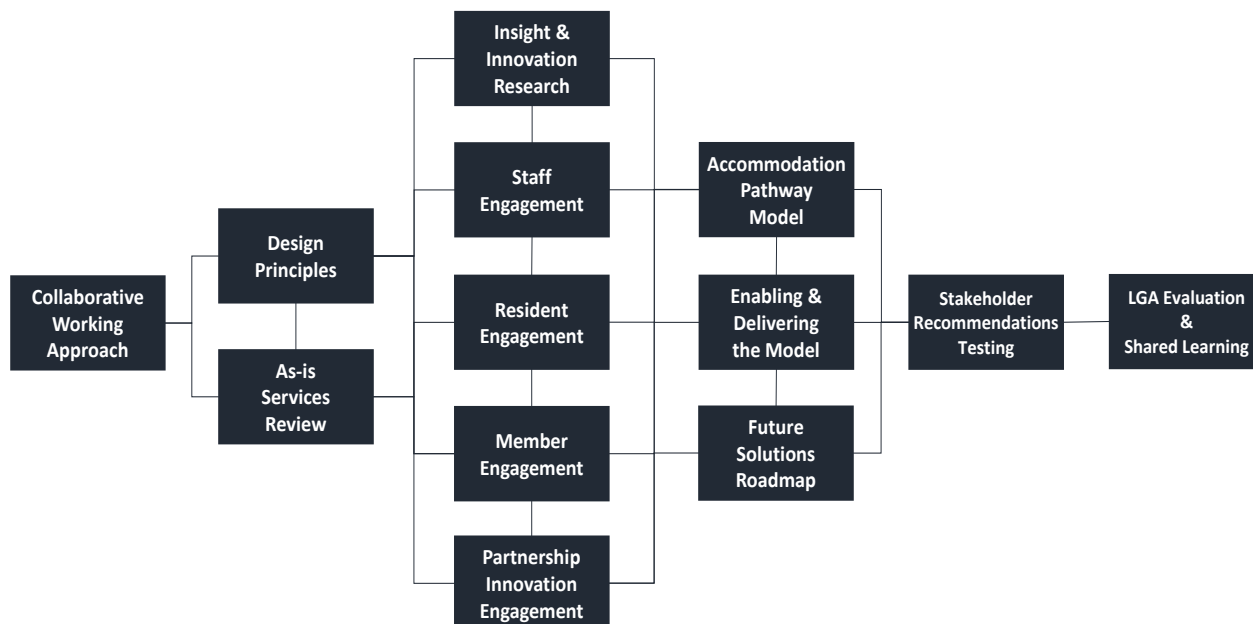 Collaborative
Working
Approach
Design
Principles
As-is
Services
Review
Insight &
Innovation
Research
Staff
Engagement
Resident
Engagement
Member
Engagement
Partnership
Innovation
Engagement
Accommodation
Pathway
Model
Enabling &
Delivering
the Model
Future
Solutions
Roadmap
Stakeholder
Recommendations
Testing
LGA Evaluation
&
Shared Learning